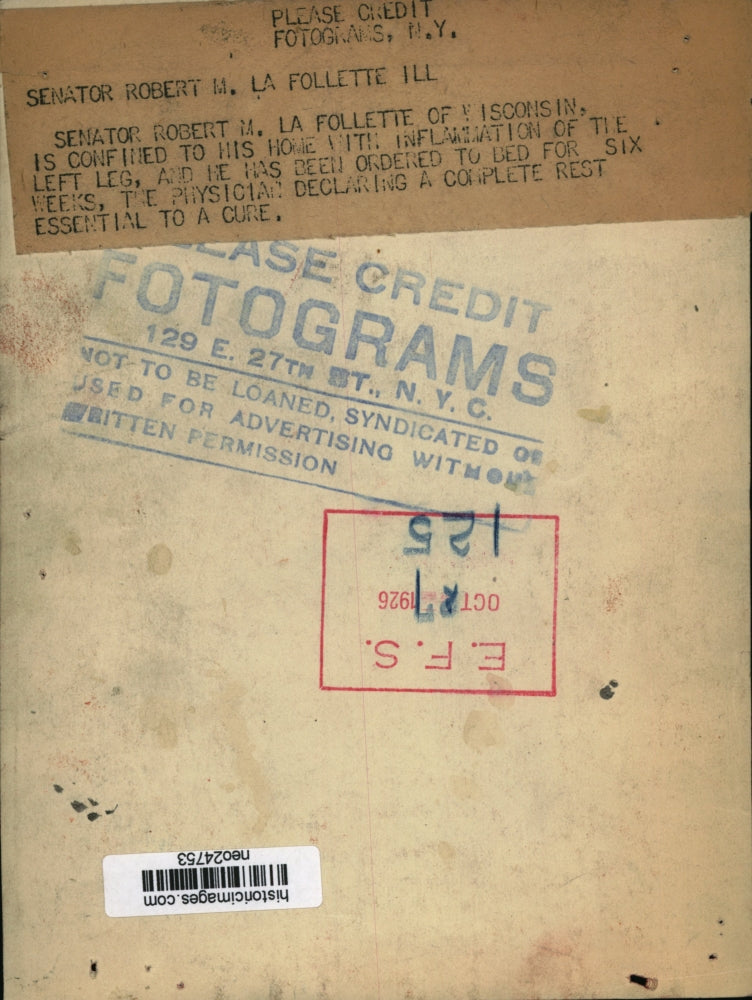 PLEASE CREDIT
FOTOGRAMS, N.Y.
SENATOR ROBERT M. LA FOLLETTE ILL
SENATOR ROBERT M. LA FOLLETTE OF WISCONSIN,
IS CONFINED TO HIS HOME WITH INFLAMMATION OF THE
LEFT LEG, AND HE HAS BEEN ORDERED TO BED FOR SIX
WEEKS, THE PHYSICIAN DECLARING A COMPLETE REST
ESSENTIAL TO A CURE.
PLEASE CREDIT
FOTOGRAMS
129 E. 27TH ST., N. Y. C.
NOT TO BE LOANED, SYNDICATED OR
USED FOR ADVERTISING WITHOUT
WRITTEN PERMISSION
E. F. S.
OCT 1926
125
historicimages.com
neo24753